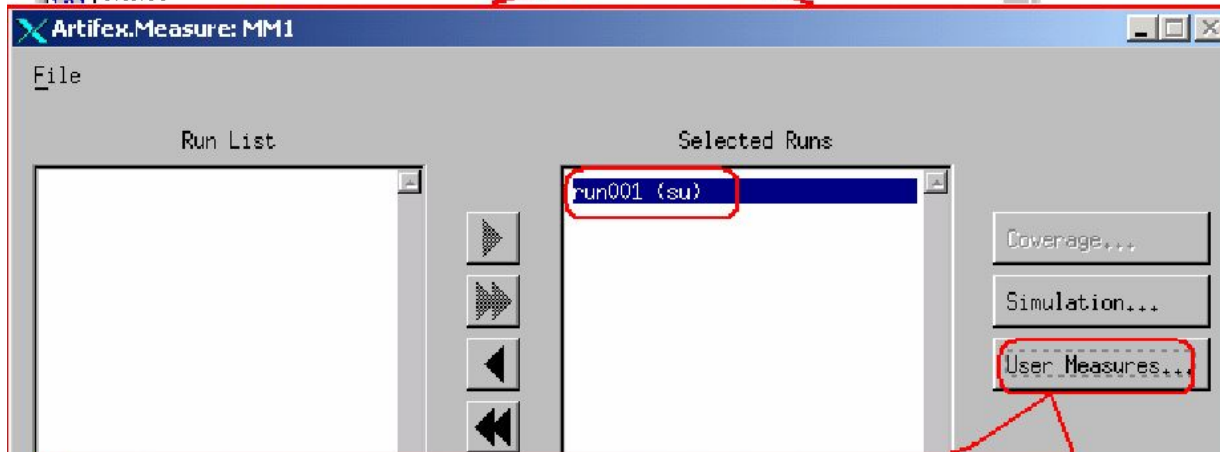 Artifex.Measure: MM1
File
Run List
Selected Runs
run001 (su)
Coverage...
Simulation...
User Measures...